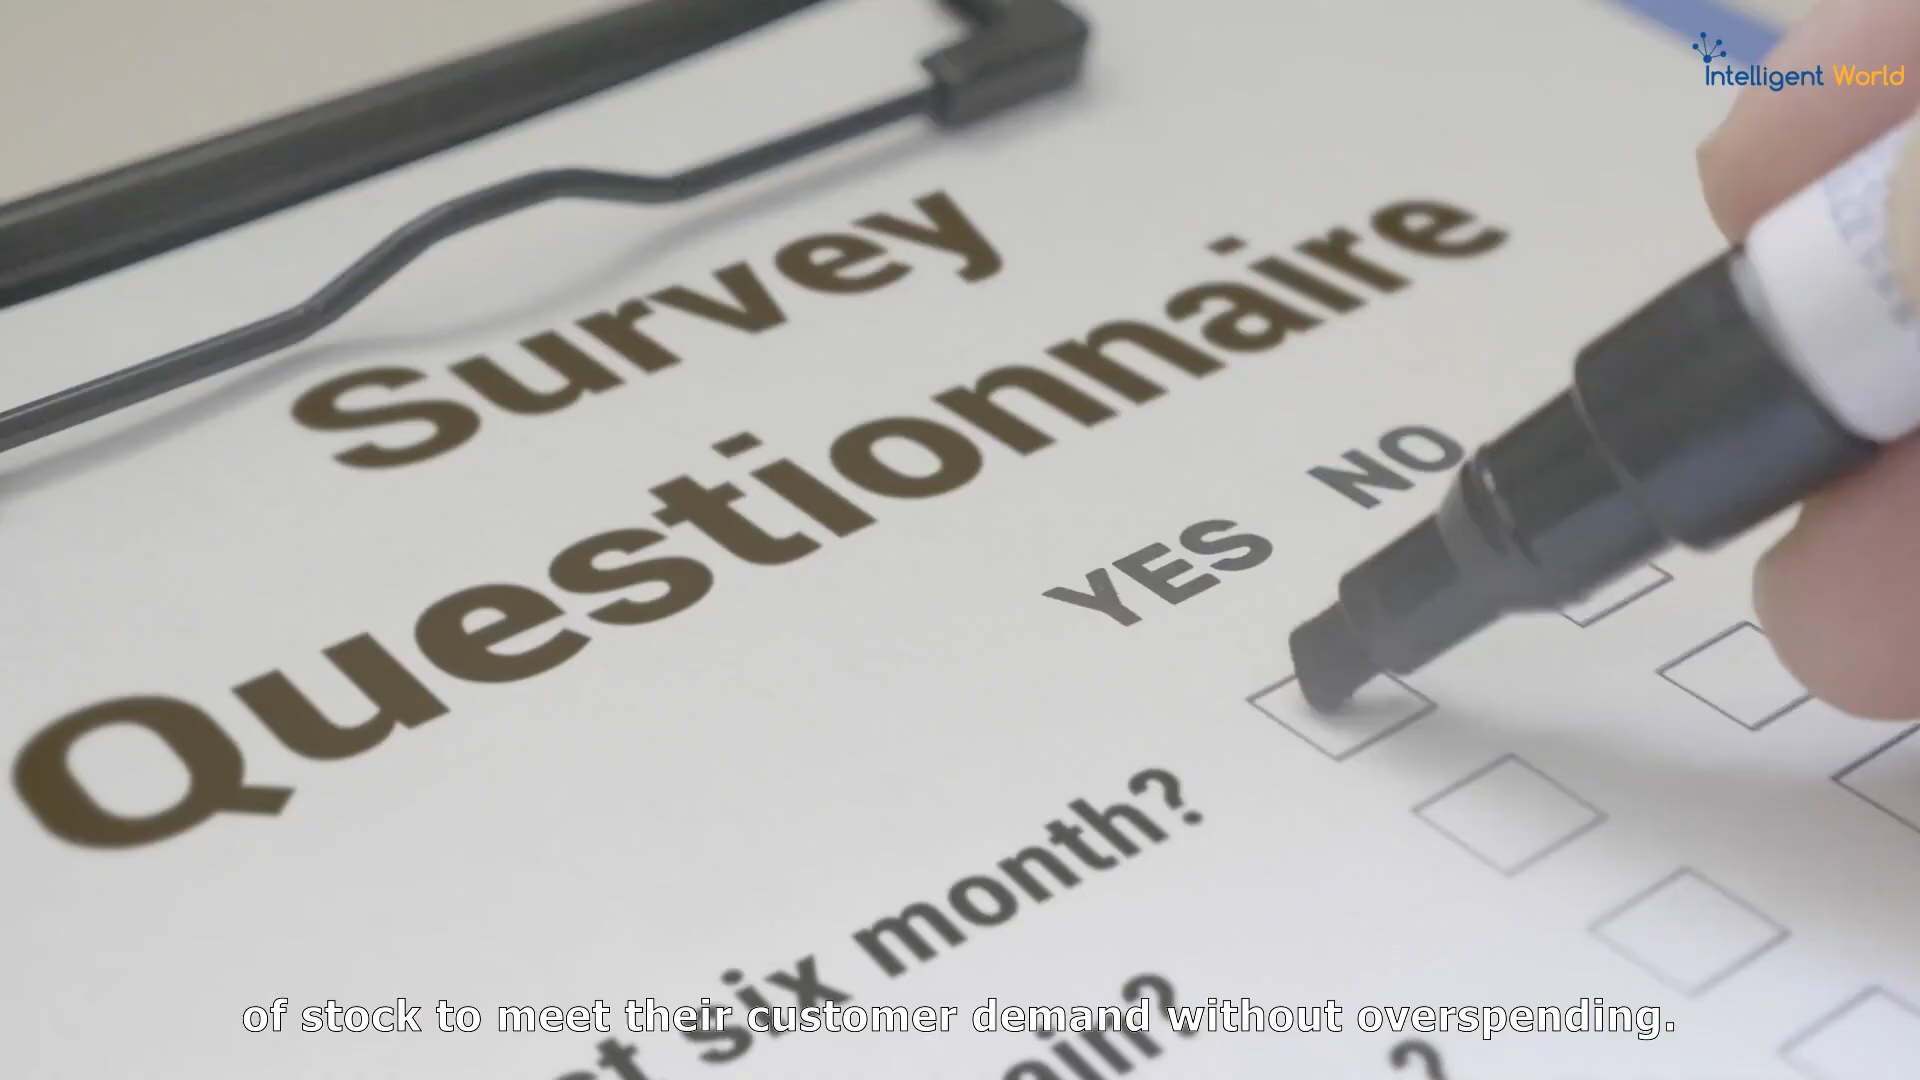 Intelligent World
Survey
Questionnaire
YES NO
six month?
?
of stock to meet their customer demand without overspending.